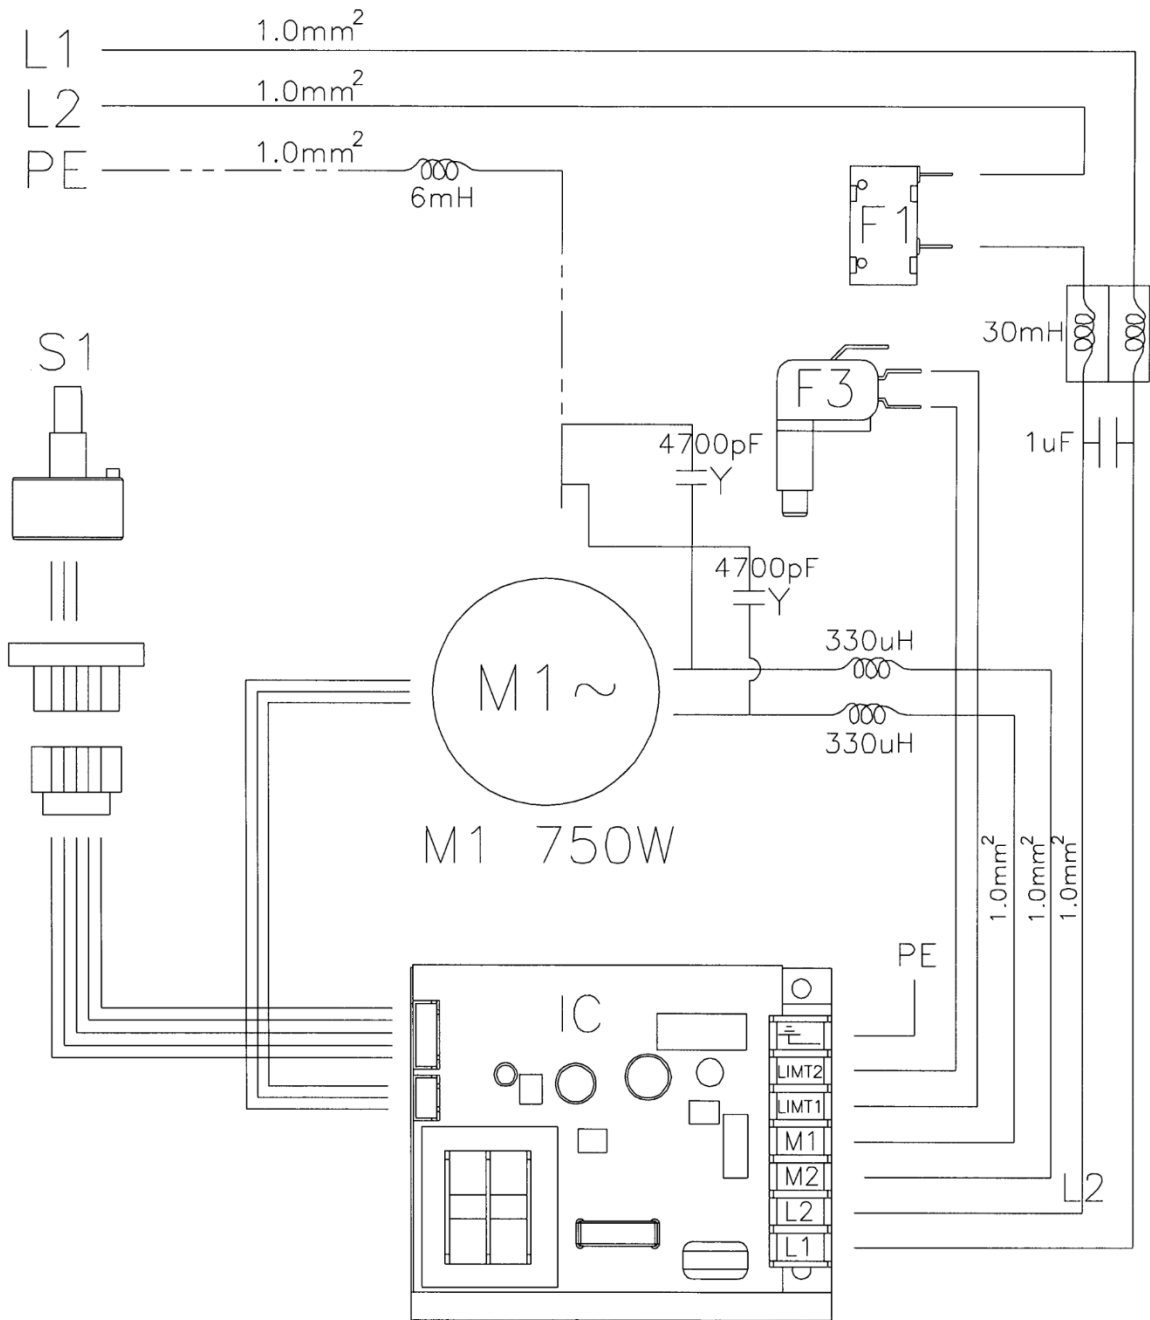 L1
1.0mm²
L2
1.0mm²
PE
1.0mm²
6mH
F1
S1
30mH
F3
4700pF
Y
1uF
4700pF
Y
330uH
M1~
330uH
M1 750W
1.0mm²
1.0mm²
1.0mm²
PE
IC
LIMT2
LIMT1
M1
M2
L2
L2
L1